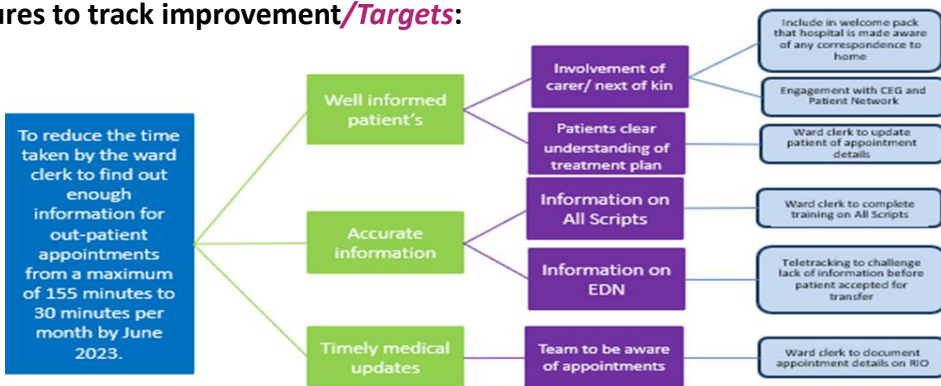 ures to track improvement/Targets:
To reduce the time
taken by the ward
clerk to find out
enough
information for
out-patient
appointments
from a maximum
of 155 minutes to
30 minutes per
month by June
2023.
Well informed
patient's
Accurate
information
Timely medical
updates
Involvement of
carer/ next of kin
Patients clear
understanding of
treatment plan
Information on
All Scripts
Information on
EDN
Team to be aware
of appointments
Include in welcome pack
that hospital is made aware
of any correspondence to
home
Engagement with CEG and
Patient Network
Ward clerk to update
patient of appointment
details
Ward clerk to complete
training on All Scripts
Teletracking to challenge
lack of information before
patient accepted for
transfer
Ward clerk to document
appointment details on RIO